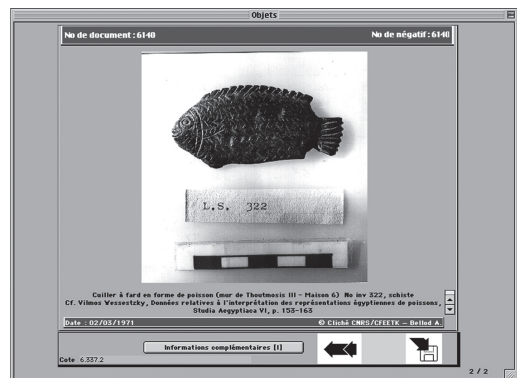 Objets
No de document : 6140 No de négatif : 6140
L.S. 322
Cuiller à fard en forme de poisson (mur de Thoutmosis III - Maison 6) No inv 322, schiste
Cf. Vilmos Vessestzky, Données relatives à l'interprétation des représentations égyptiennes de poissons,
Studia Aegyptiaca VI, p. 153-163
Date : 02/03/1971 © Cliché CNRS/CFEETK — Bellod A.
Informations complémentaires [1]
Cote 6.337.2
2 / 2